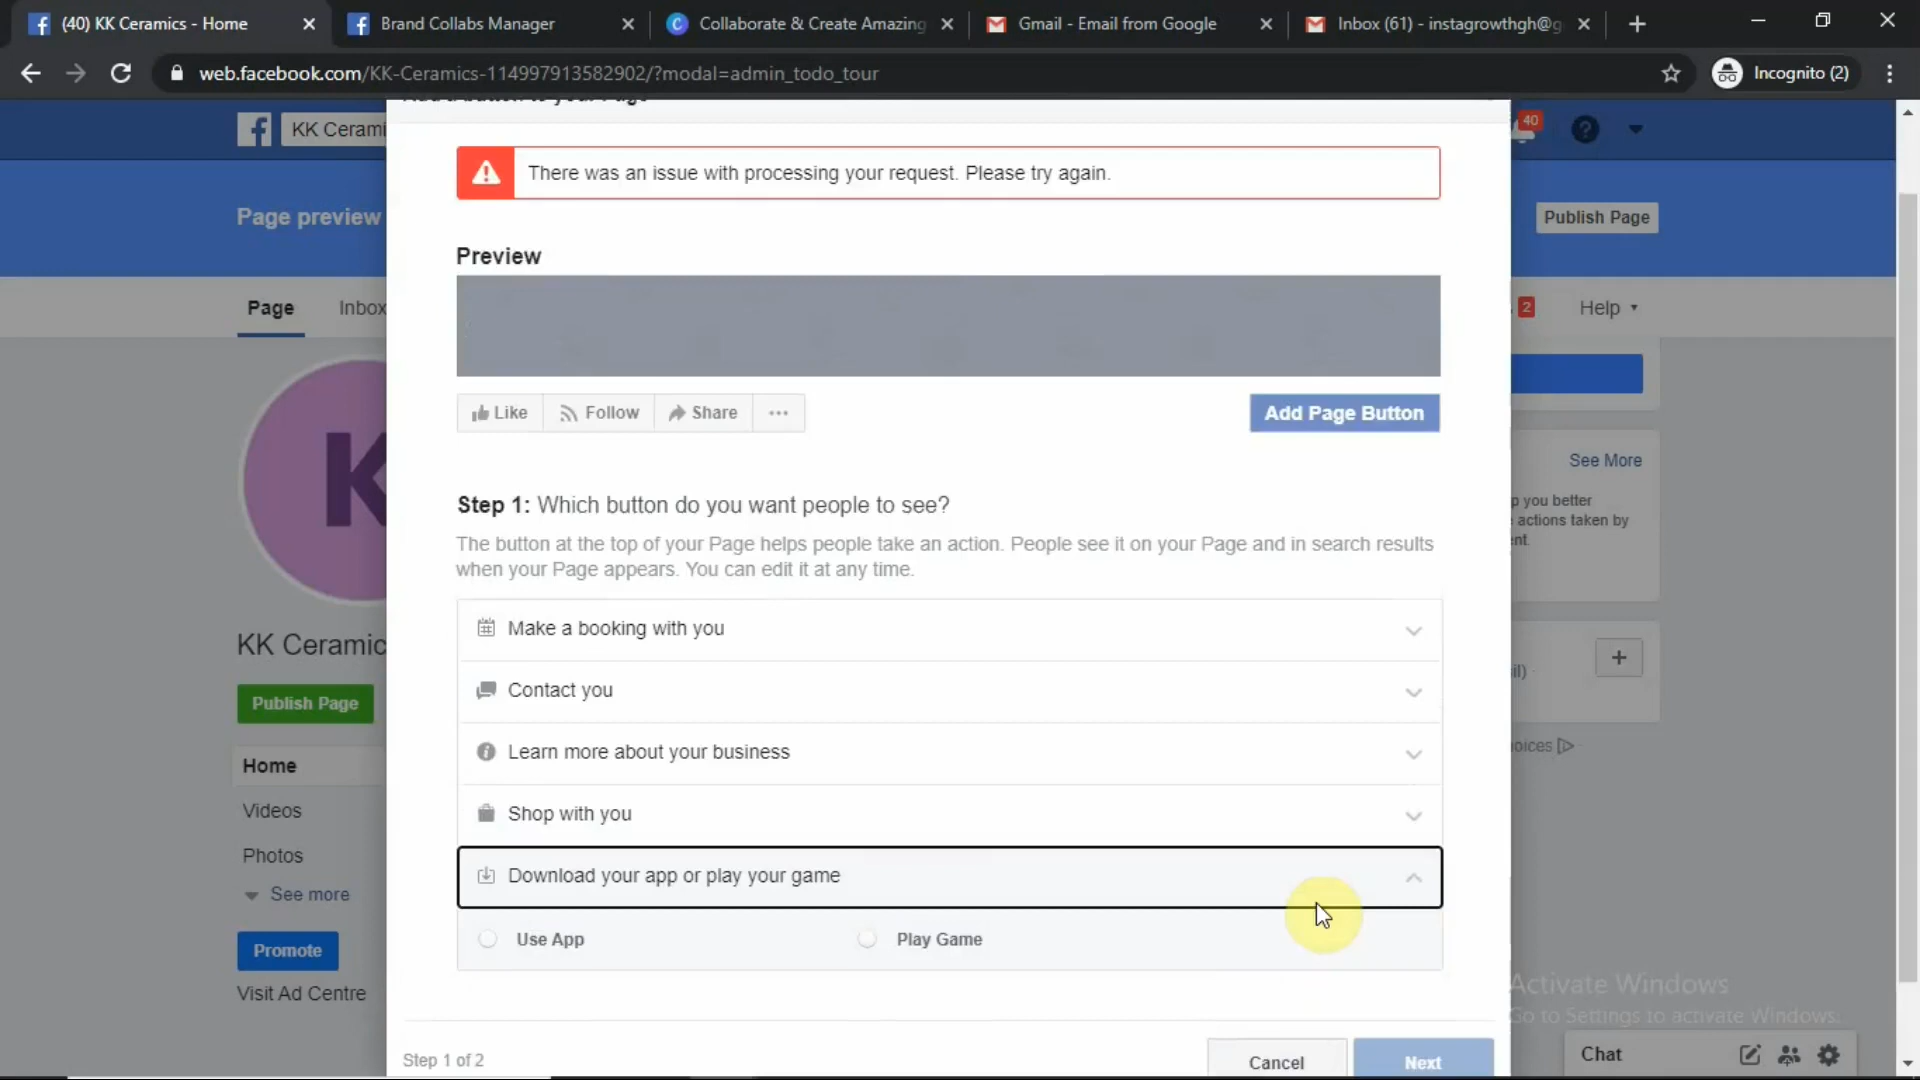 (40) KK Ceramics - Home
Brand Collabs Manager
Collaborate & Create Amazing
Gmail - Email from Google
Inbox (61) - instagrowthgh@g
web.facebook.com/KK-Ceramics-114997913582902/?modal=admin_todo_tour
Incognito (2)
Add a button to your Page
KK Cerami
40
There was an issue with processing your request. Please try again.
Page preview
Publish Page
Preview
Page
Inbox
2
Help
Like
Follow
Share
Add Page Button
See More
p you better
actions taken by
nt.
Step 1: Which button do you want people to see?
The button at the top of your Page helps people take an action. People see it on your Page and in search results
when your Page appears. You can edit it at any time.
K
KK Ceramic
Make a booking with you
il)
Publish Page
Contact you
Learn more about your business
oices
Home
Videos
Shop with you
Photos
Download your app or play your game
See more
Use App
Play Game
Promote
Visit Ad Centre
Activate Windows
Go to Settings to activate Windows.
Step 1 of 2
Cancel
Next
Chat